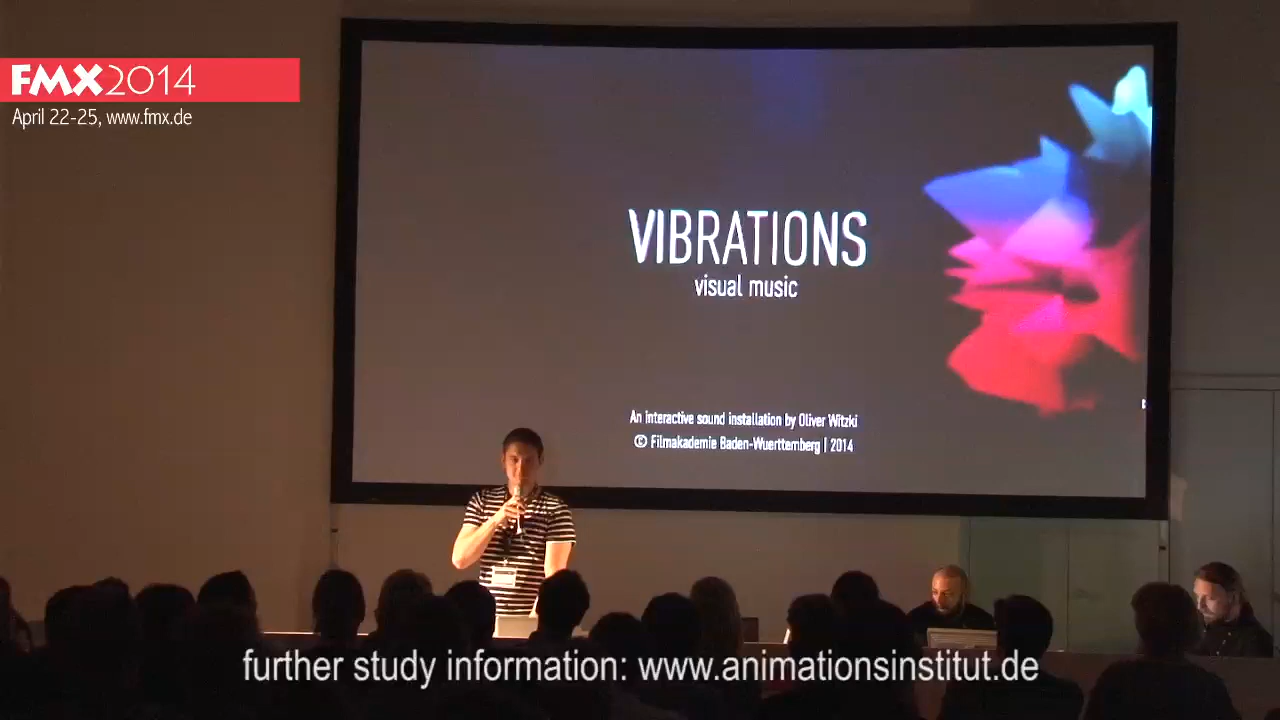 FMX2014
April 22-25, www.fmx.de
VIBRATIONS
visual music
An interactive sound installation by Oliver Witzki
© Filmakademie Baden-Wuerttemberg | 2014
further study information: www.animationsinstitut.de